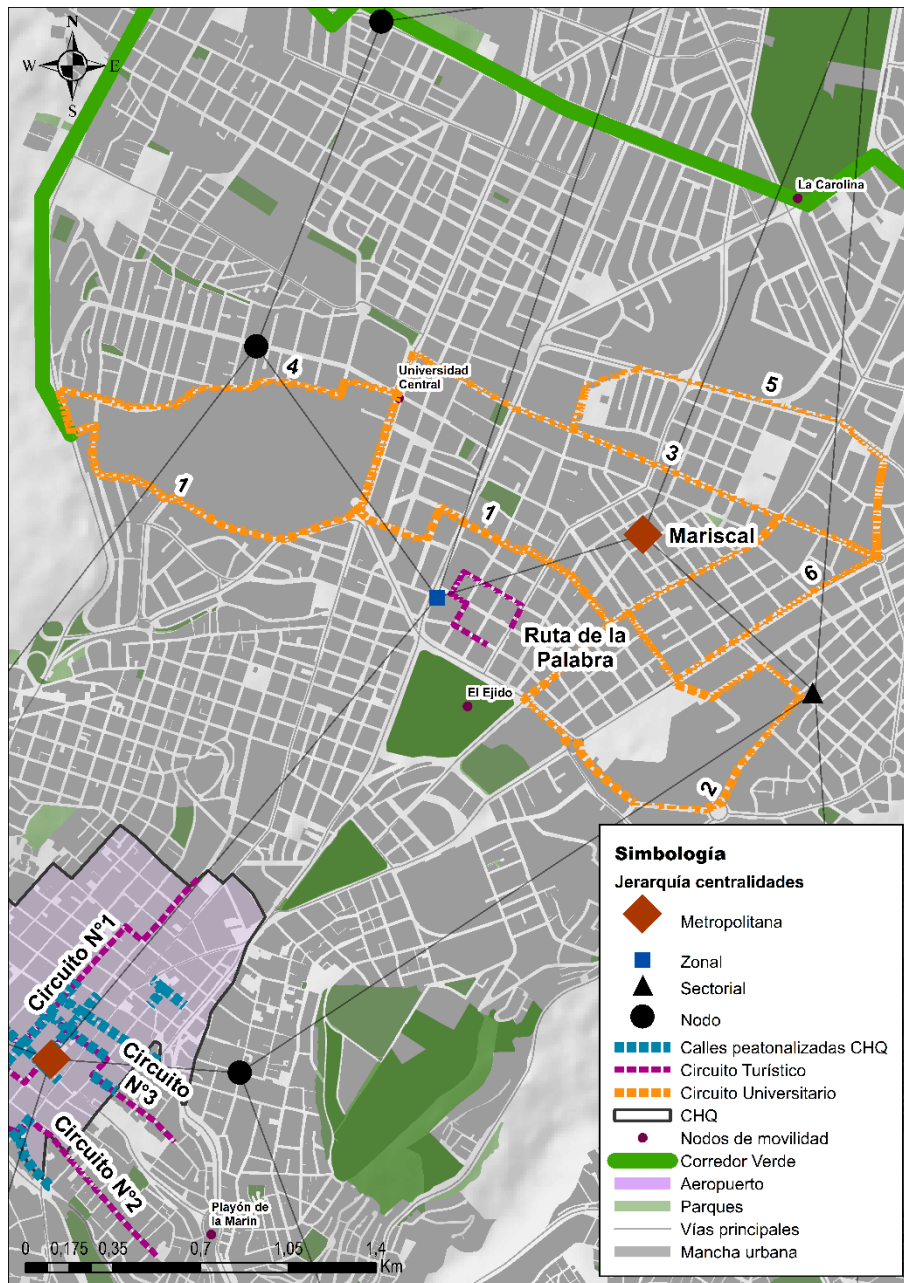 N
W E
S
La Carolina
4
Universidad
Central
5
3
1
1
Mariscal
6
Ruta de la
Palabra
El Ejido
2
Circuito N°1
Circuito
N°3
Circuito N°2
Playón de
la Marin
0 0,175 0,35 0,7 1,05 1,4
Km
Simbología
Jerarquía centralidades
Metropolitana
Zonal
Sectorial
Nodo
Calles peatonalizadas CHQ
Circuito Turístico
Circuito Universitario
CHQ
Nodos de movilidad
Corredor Verde
Aeropuerto
Parques
Vías principales
Mancha urbana